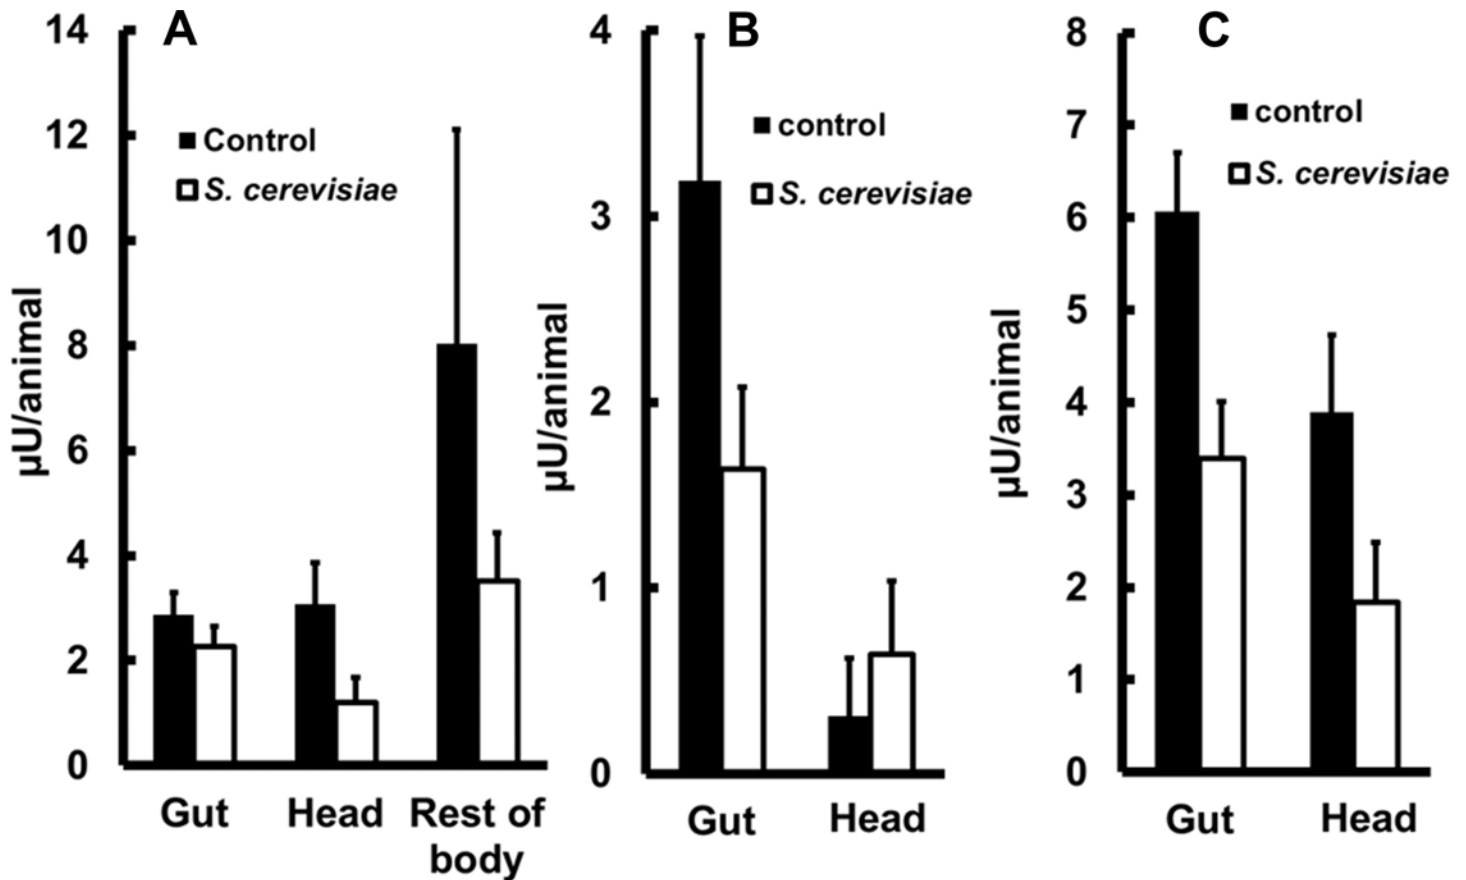 A
14
12
10
8
6
4
2
0
µU/animal
Control
S. cerevisiae
Gut
Head
Rest of
body
B
4
3
2
1
0
µU/animal
control
S. cerevisiae
Gut
Head
C
8
7
6
5
4
3
2
1
0
µU/animal
control
S. cerevisiae
Gut
Head